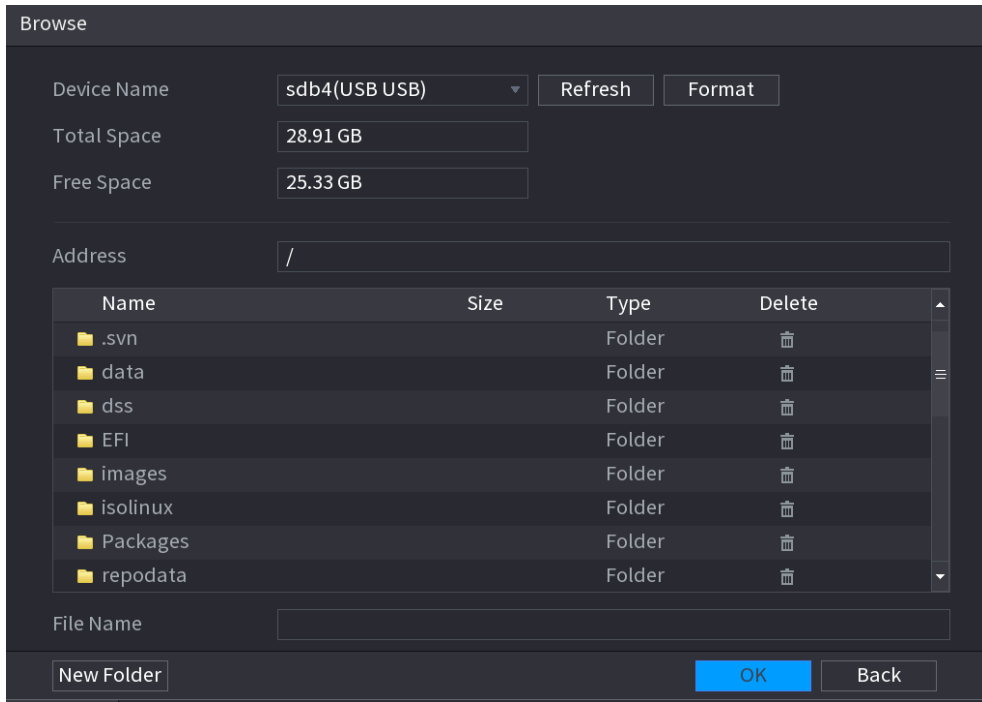 Browse
Device Name sdb4(USB USB) Refresh Format
Total Space 28.91 GB
Free Space 25.33 GB
Address /
Name Size Type Delete
.svn Folder
data Folder
dss Folder
EFI Folder
images Folder
isolinux Folder
Packages Folder
repodata Folder
File Name
New Folder OK Back